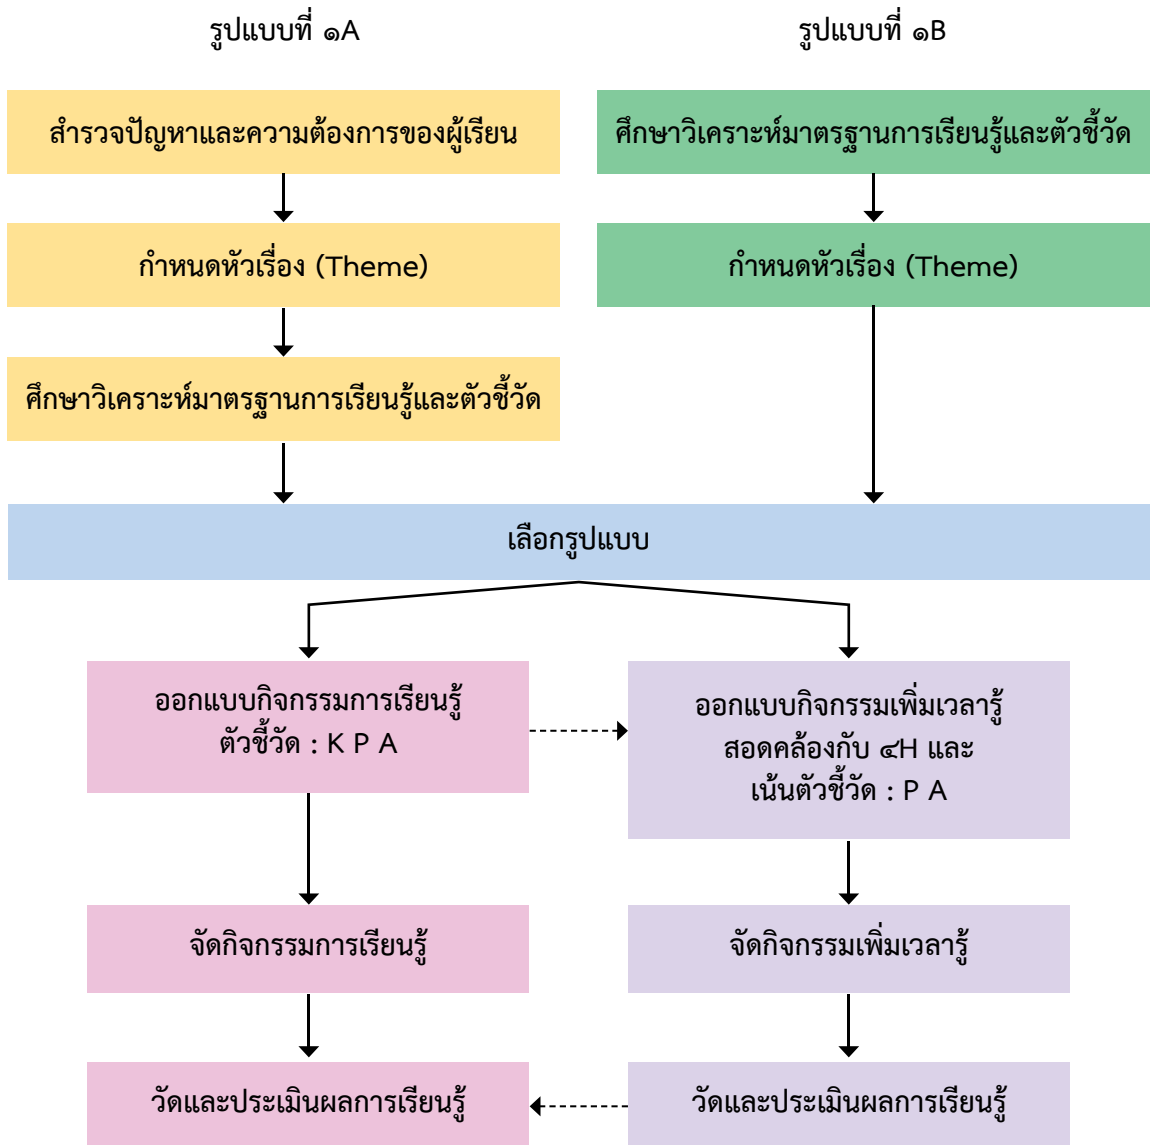 รูปแบบที่ ๑A
รูปแบบที่ ๑B
สำรวจปัญหาและความต้องการของผู้เรียน
ศึกษาวิเคราะห์มาตรฐานการเรียนรู้และตัวชี้วัด
กำหนดหัวเรื่อง (Theme)
กำหนดหัวเรื่อง (Theme)
ศึกษาวิเคราะห์มาตรฐานการเรียนรู้และตัวชี้วัด
เลือกรูปแบบ
ออกแบบกิจกรรมการเรียนรู้
ตัวชี้วัด : K P A
ออกแบบกิจกรรมเพิ่มเวลารู้
สอดคล้องกับ ๔H และ
เน้นตัวชี้วัด : P A
จัดกิจกรรมการเรียนรู้
จัดกิจกรรมเพิ่มเวลารู้
วัดและประเมินผลการเรียนรู้
วัดและประเมินผลการเรียนรู้